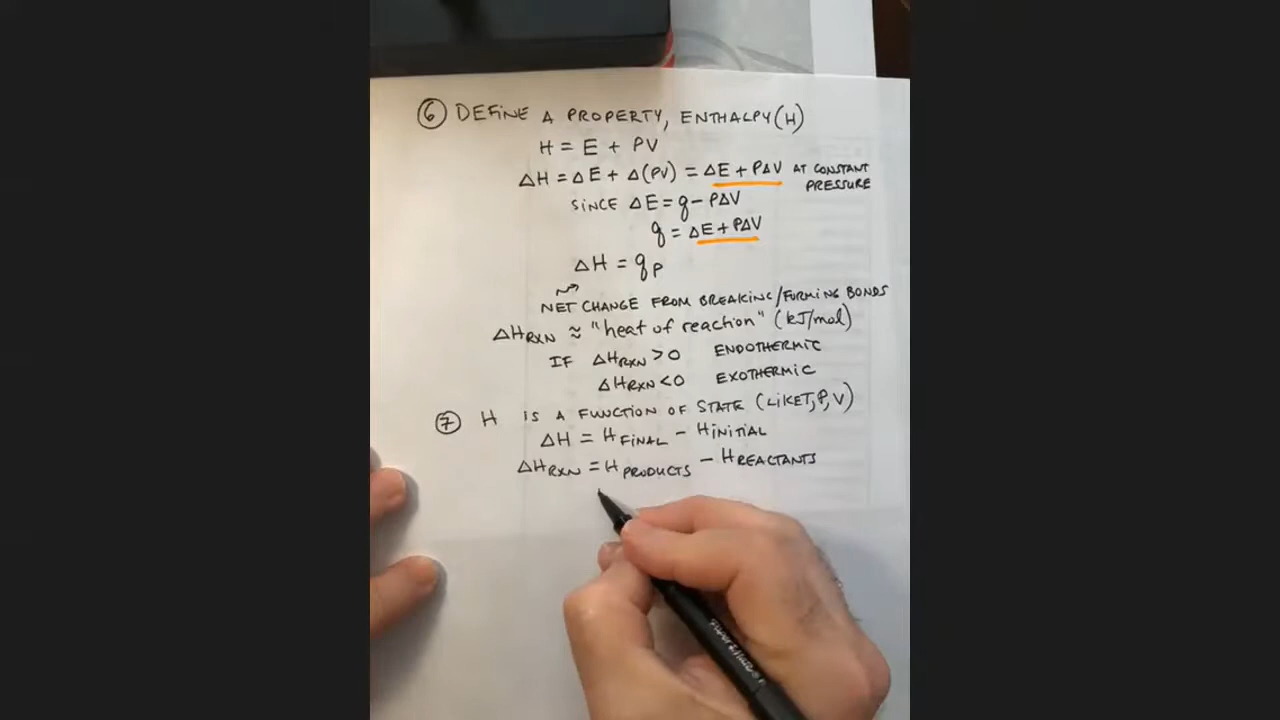 ⑥ DEFINE A PROPERTY, ENTHALPY (H)
H = E + PV
ΔH = ΔE + Δ(PV) = ΔE + PΔV AT CONSTANT PRESSURE
SINCE ΔE = q - PΔV
q = ΔE + PΔV
ΔH = qP
NET CHANGE FROM BREAKING/FORMING BONDS
ΔHRXN ≈ "heat of reaction" (kJ/mol)
IF ΔHRXN > 0 ENDOTHERMIC
ΔHRXN < 0 EXOTHERMIC
⑦ H IS A FUNCTION OF STATE (LIKE T, P, V)
ΔH = HFINAL - HINITIAL
ΔHRXN = HPRODUCTS - HREACTANTS